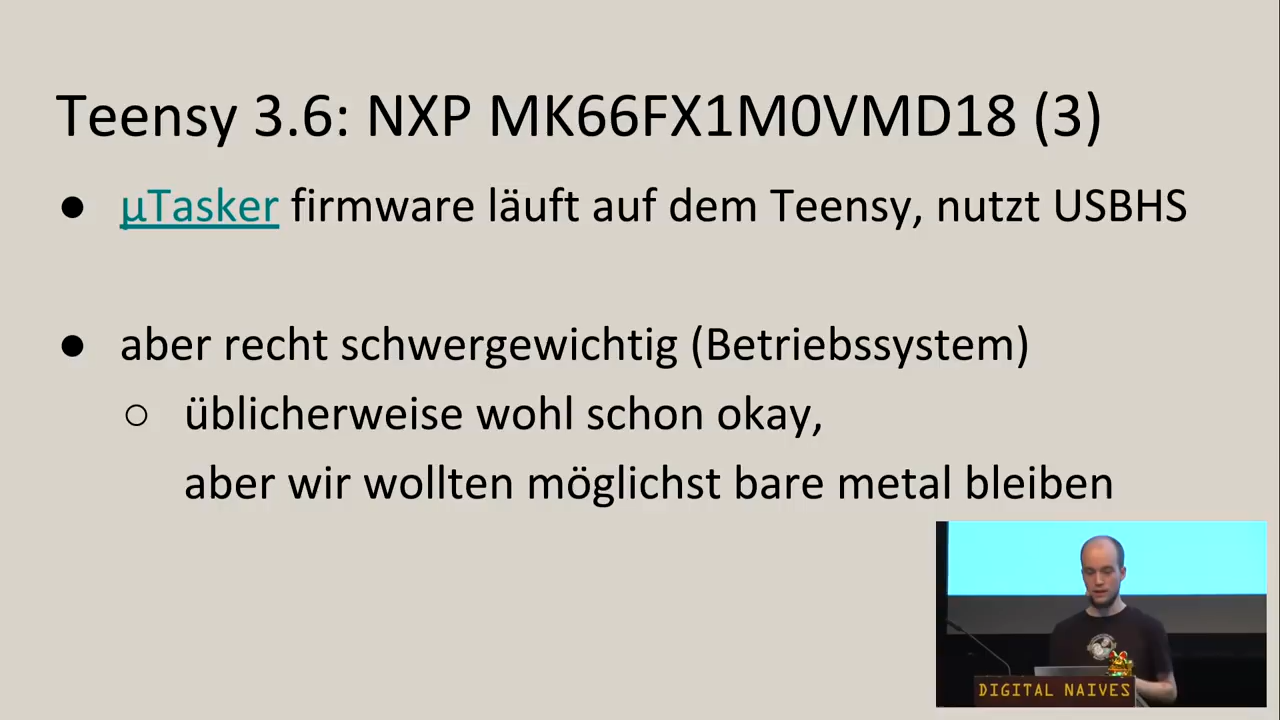 Teensy 3.6: NXP MK66FX1M0VMD18 (3)
● µTasker firmware läuft auf dem Teensy, nutzt USBHS
● aber recht schwergewichtig (Betriebssystem)
○ üblicherweise wohl schon okay,
aber wir wollten möglichst bare metal bleiben
DIGITAL NAIVES